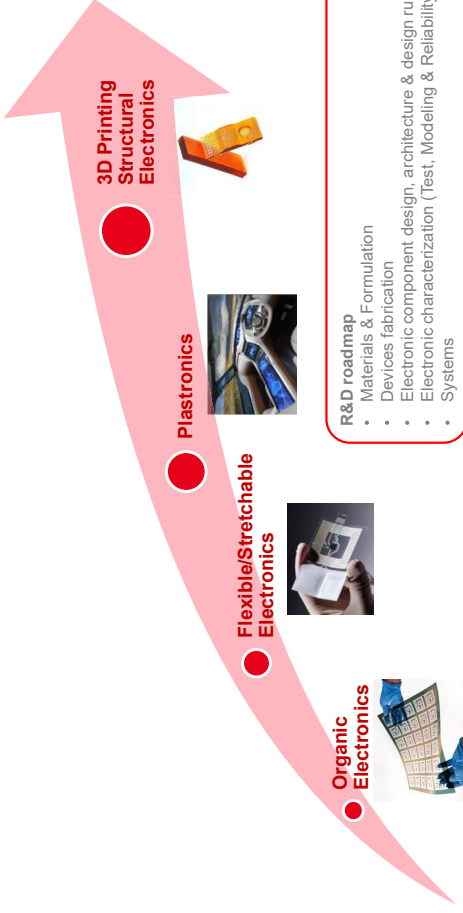 Organic
Electronics
Flexible/Stretchable
Electronics
Plastronics
3D Printing
Structural
Electronics
R&D roadmap
• Materials & Formulation
• Devices fabrication
• Electronic component design, architecture & design ru
• Electronic characterization (Test, Modeling & Reliability
• Systems